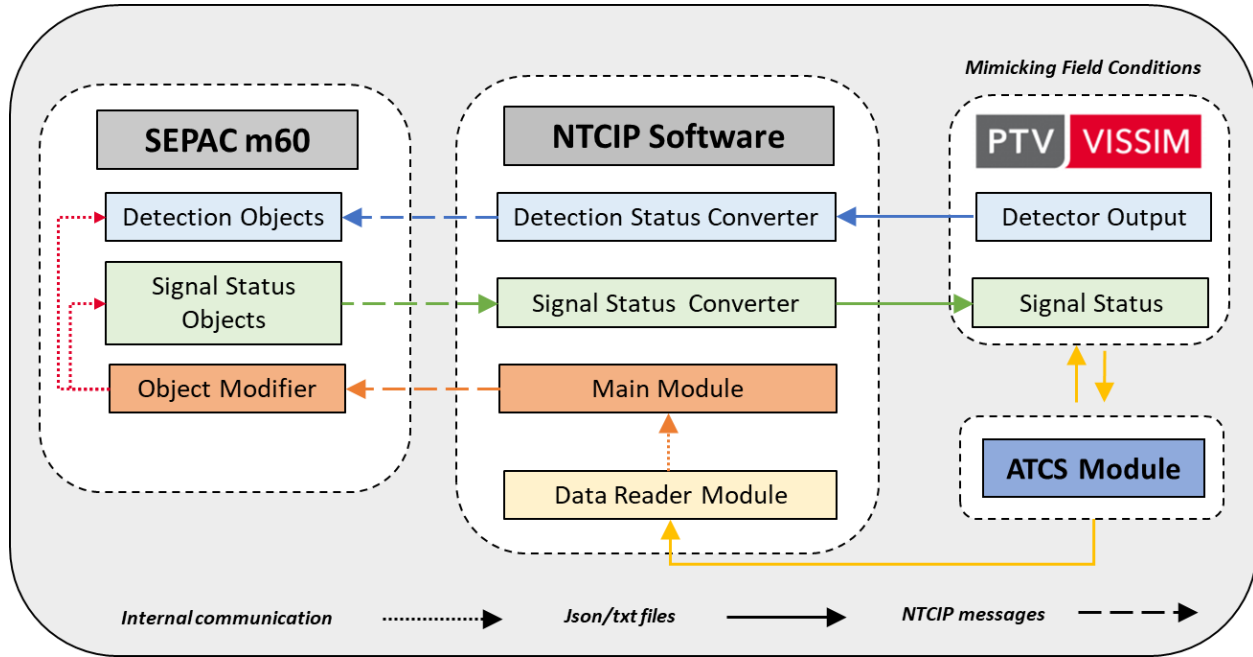 Mimicking Field Conditions
SEPAC m60
NTCIP Software
PTV VISSIM
Detection Objects
Detection Status Converter
Detector Output
Signal Status
Objects
Signal Status Converter
Signal Status
Object Modifier
Main Module
ATCS Module
Data Reader Module
Internal communication
Json/txt files
NTCIP messages